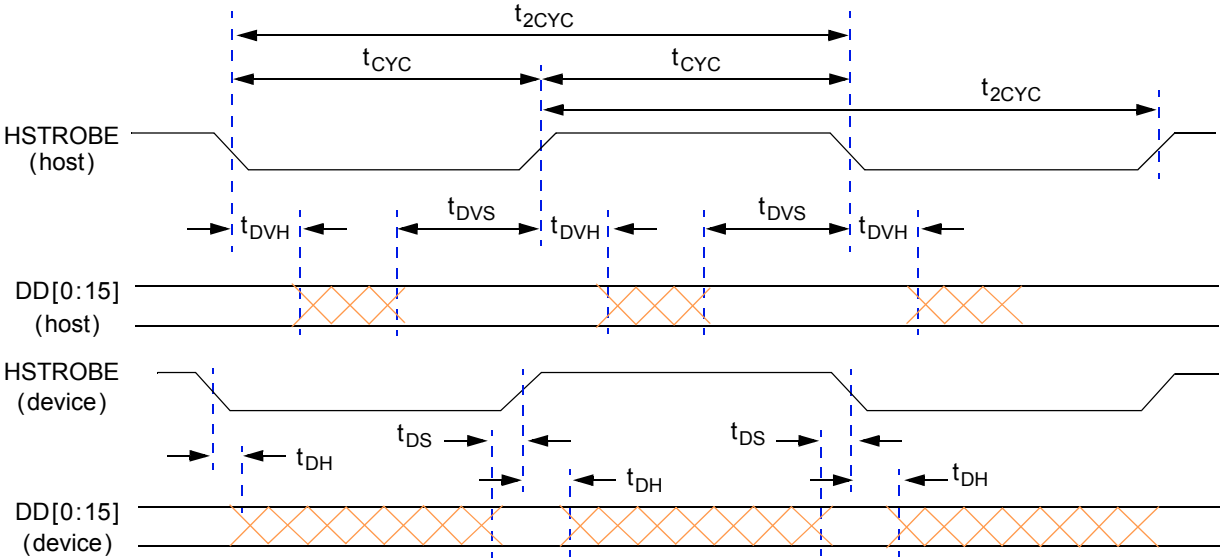 t2CYC
tCYC tCYC
t2CYC
HSTROBE
(host)
tDVH tDVS tDVH tDVS tDVH
DD[0:15]
(host)
HSTROBE
(device)
tDS tDS
tDH tDH tDH
DD[0:15]
(device)